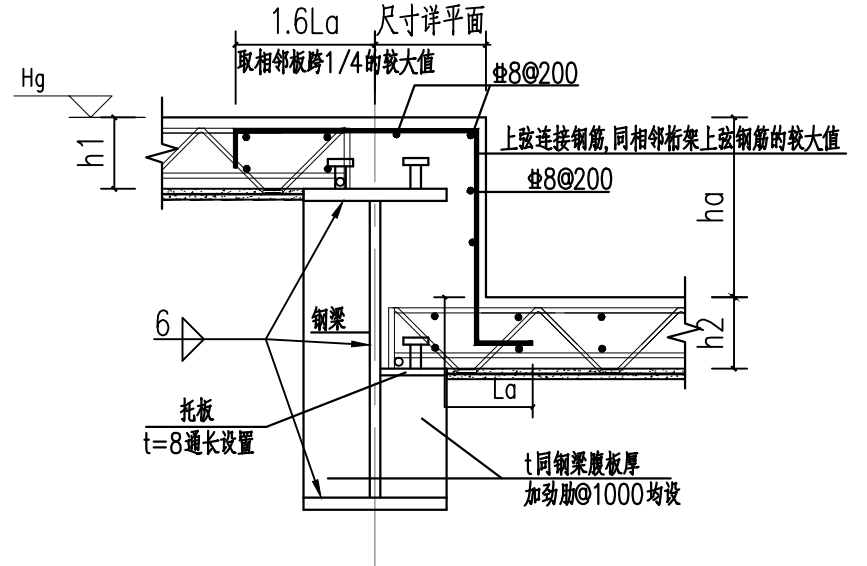 1.6La
尺寸详平面
取相邻板跨1/4的较大值
Hg
⌀8@200
h1
上弦连接钢筋,同相邻桁架上弦钢筋的较大值
⌀8@200
ha
6
钢梁
h2
La
托板
t=8通长设置
t同钢梁腹板厚
加劲肋@1000均设